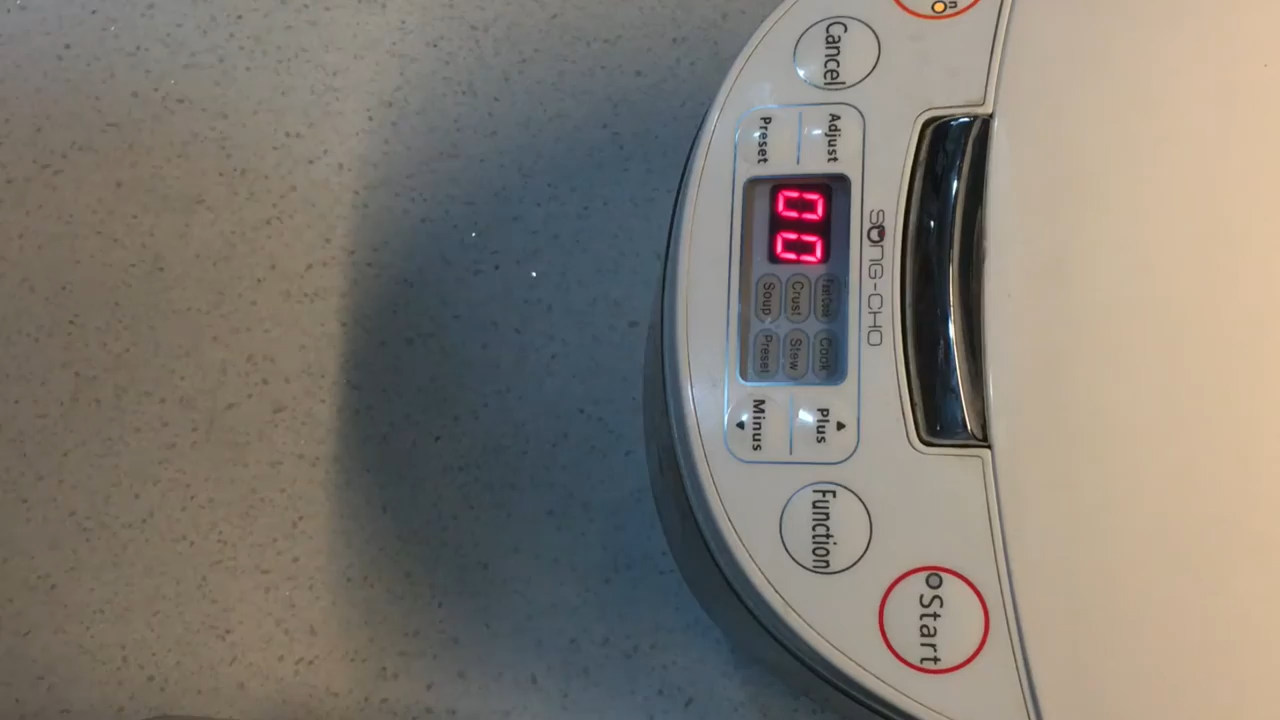 SONG-CHO
Adjust
Preset
00
Fast Cook
Cook
Crust
Stew
Soup
Preset
Plus
Minus
Cancel
Function
Start